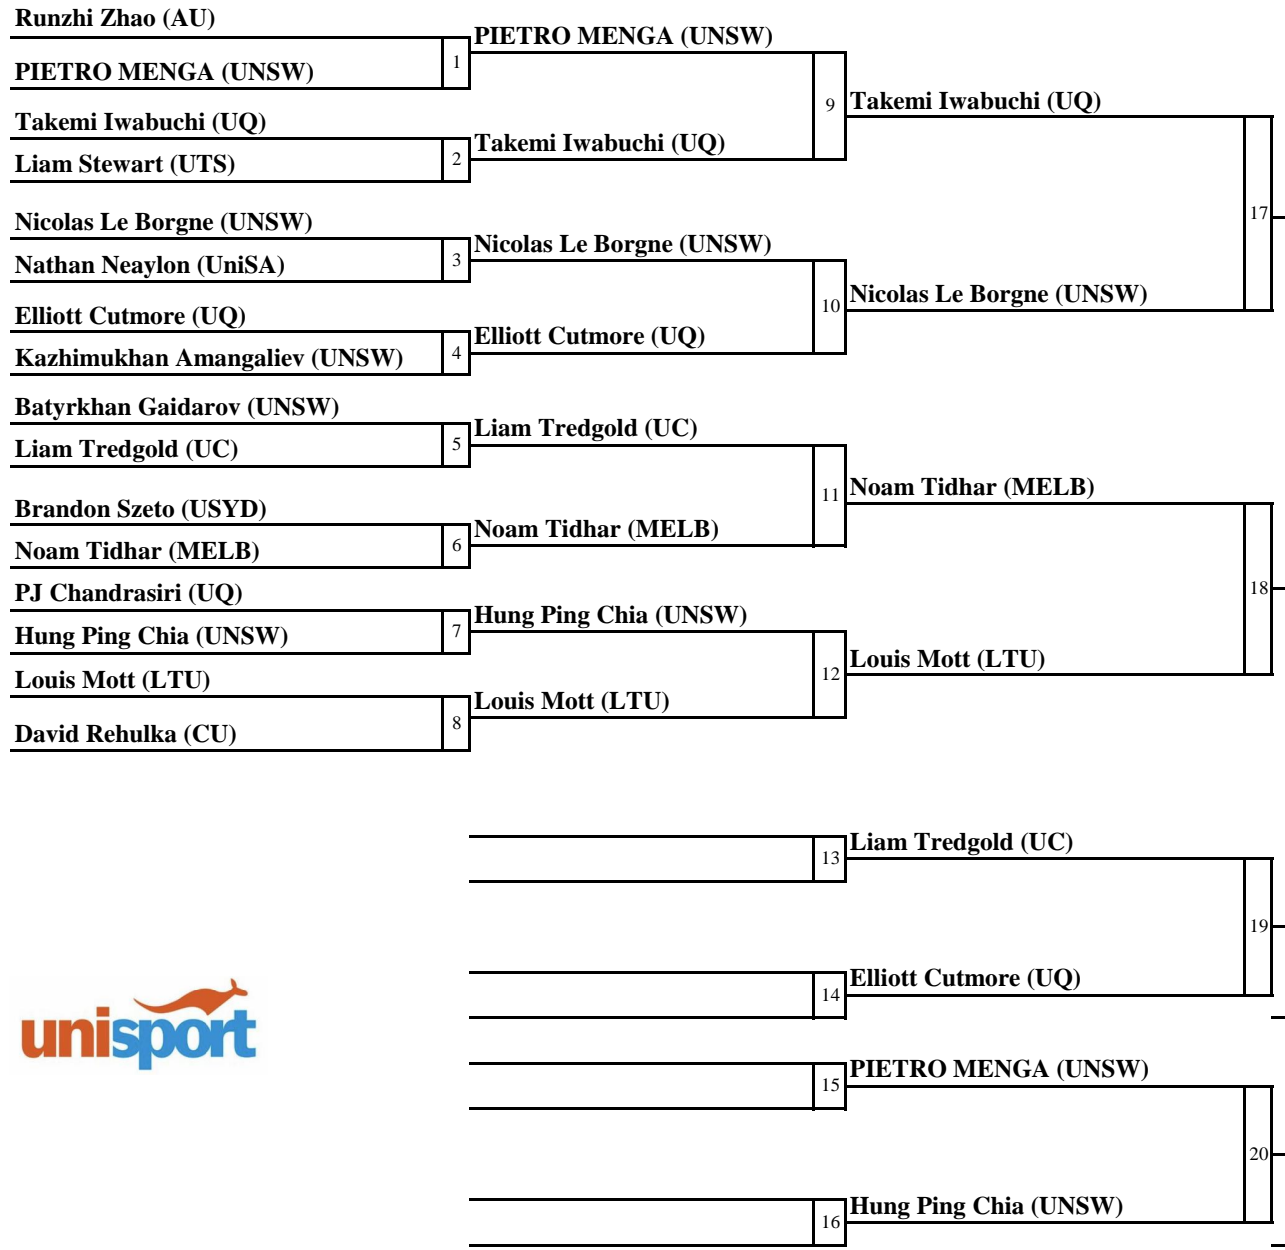 Runzhi Zhao (AU)
PIETRO MENGA (UNSW)
1
PIETRO MENGA (UNSW)
9
Takemi Iwabuchi (UQ)
Takemi Iwabuchi (UQ)
Liam Stewart (UTS)
2
Takemi Iwabuchi (UQ)
17
Nicolas Le Borgne (UNSW)
Nathan Neaylon (UniSA)
3
Nicolas Le Borgne (UNSW)
10
Nicolas Le Borgne (UNSW)
Elliott Cutmore (UQ)
Kazhimukhan Amangaliev (UNSW)
4
Elliott Cutmore (UQ)
Batyrkhan Gaidarov (UNSW)
Liam Tredgold (UC)
5
Liam Tredgold (UC)
11
Noam Tidhar (MELB)
Brandon Szeto (USYD)
Noam Tidhar (MELB)
6
Noam Tidhar (MELB)
18
PJ Chandrasiri (UQ)
Hung Ping Chia (UNSW)
7
Hung Ping Chia (UNSW)
12
Louis Mott (LTU)
Louis Mott (LTU)
David Rehulka (CU)
8
Louis Mott (LTU)
13
Liam Tredgold (UC)
19
14
Elliott Cutmore (UQ)
unisport
15
PIETRO MENGA (UNSW)
20
16
Hung Ping Chia (UNSW)